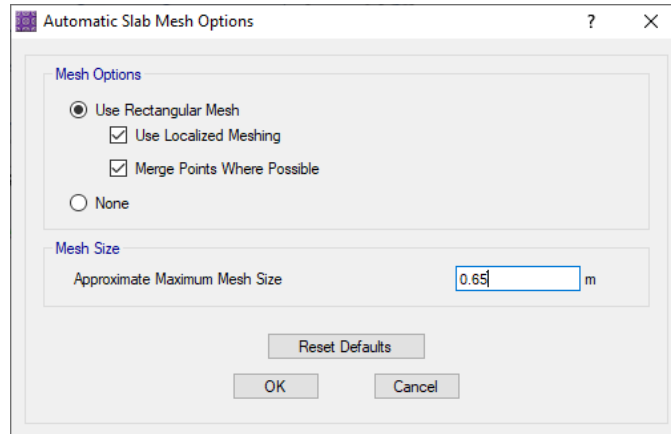 Automatic Slab Mesh Options
?
Mesh Options
Use Rectangular Mesh
Use Localized Meshing
Merge Points Where Possible
None
Mesh Size
Approximate Maximum Mesh Size 0.65 m
Reset Defaults
OK Cancel